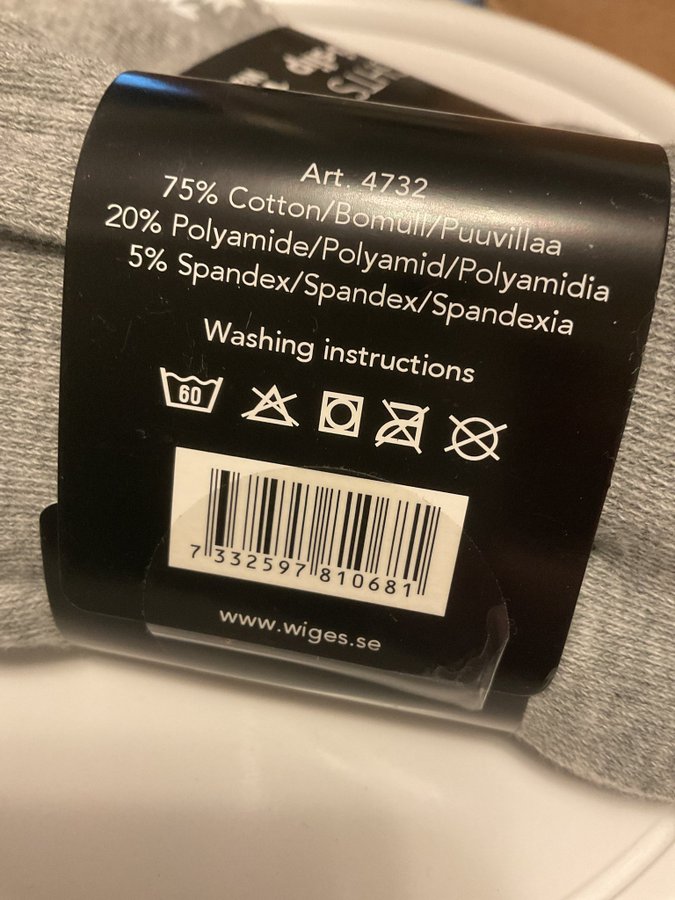 Art. 4732
75% Cotton/Bomull/Puuvillaa
20% Polyamide/Polyamid/Polyamidia
5% Spandex/Spandex/Spandexia
Washing instructions
60
7 332597 810681
www.wiges.se